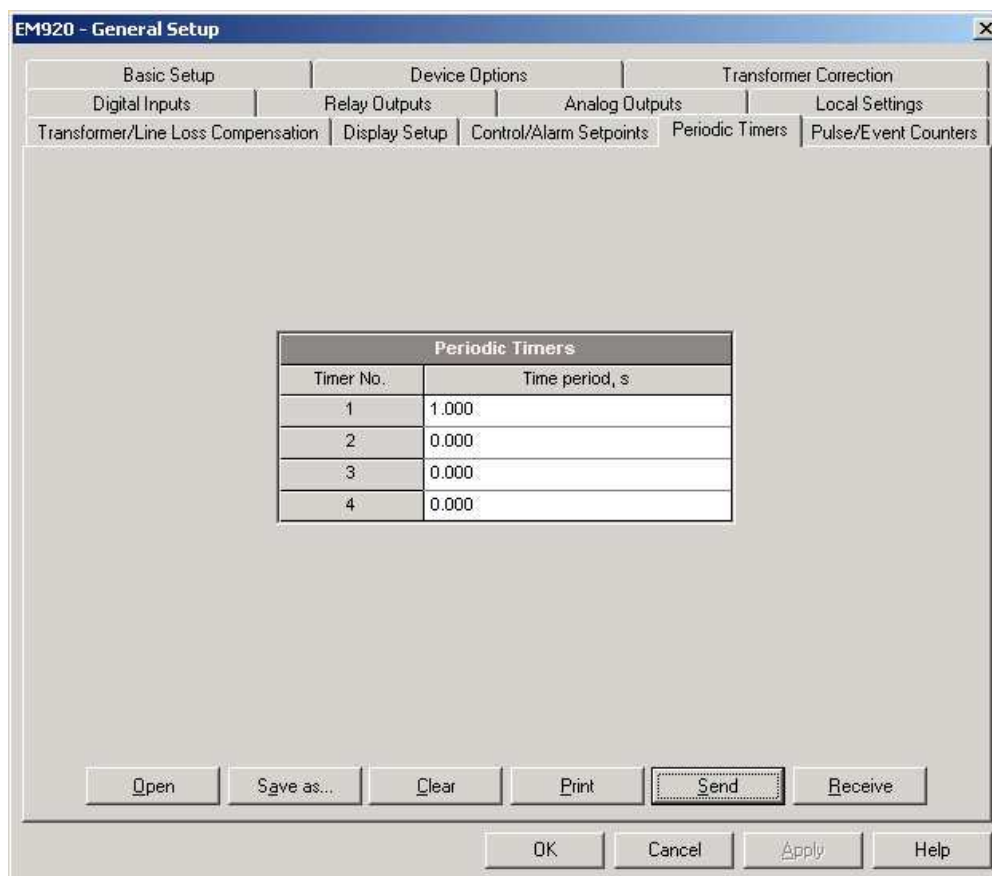 EM920 - General Setup
Basic Setup
Device Options
Transformer Correction
Digital Inputs
Relay Outputs
Analog Outputs
Local Settings
Transformer/Line Loss Compensation
Display Setup
Control/Alarm Setpoints
Periodic Timers
Pulse/Event Counters
Periodic Timers
Timer No. Time period, s
1 1.000
2 0.000
3 0.000
4 0.000
Open
Save as...
Clear
Print
Send
Receive
OK
Cancel
Apply
Help